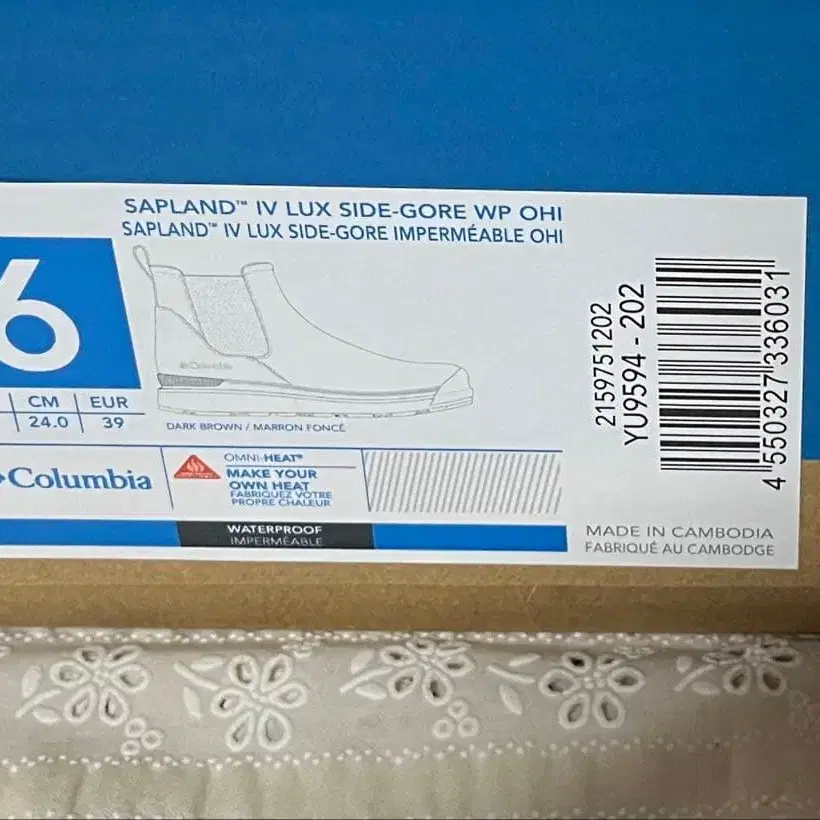 SAPLAND™ IV LUX SIDE-GORE WP OHI
SAPLAND™ IV LUX SIDE-GORE IMPERMÉABLE OHI
6
Columbia
CM EUR
24.0 39
DARK BROWN / MARRON FONCÉ
Columbia
OMNI-HEAT®
MAKE YOUR
OWN HEAT
FABRIQUEZ VOTRE
PROPRE CHALEUR
WATERPROOF
IMPERMÉABLE
2159751202
YU9594 - 202
4 550327 336031
MADE IN CAMBODIA
FABRIQUÉ AU CAMBODGE